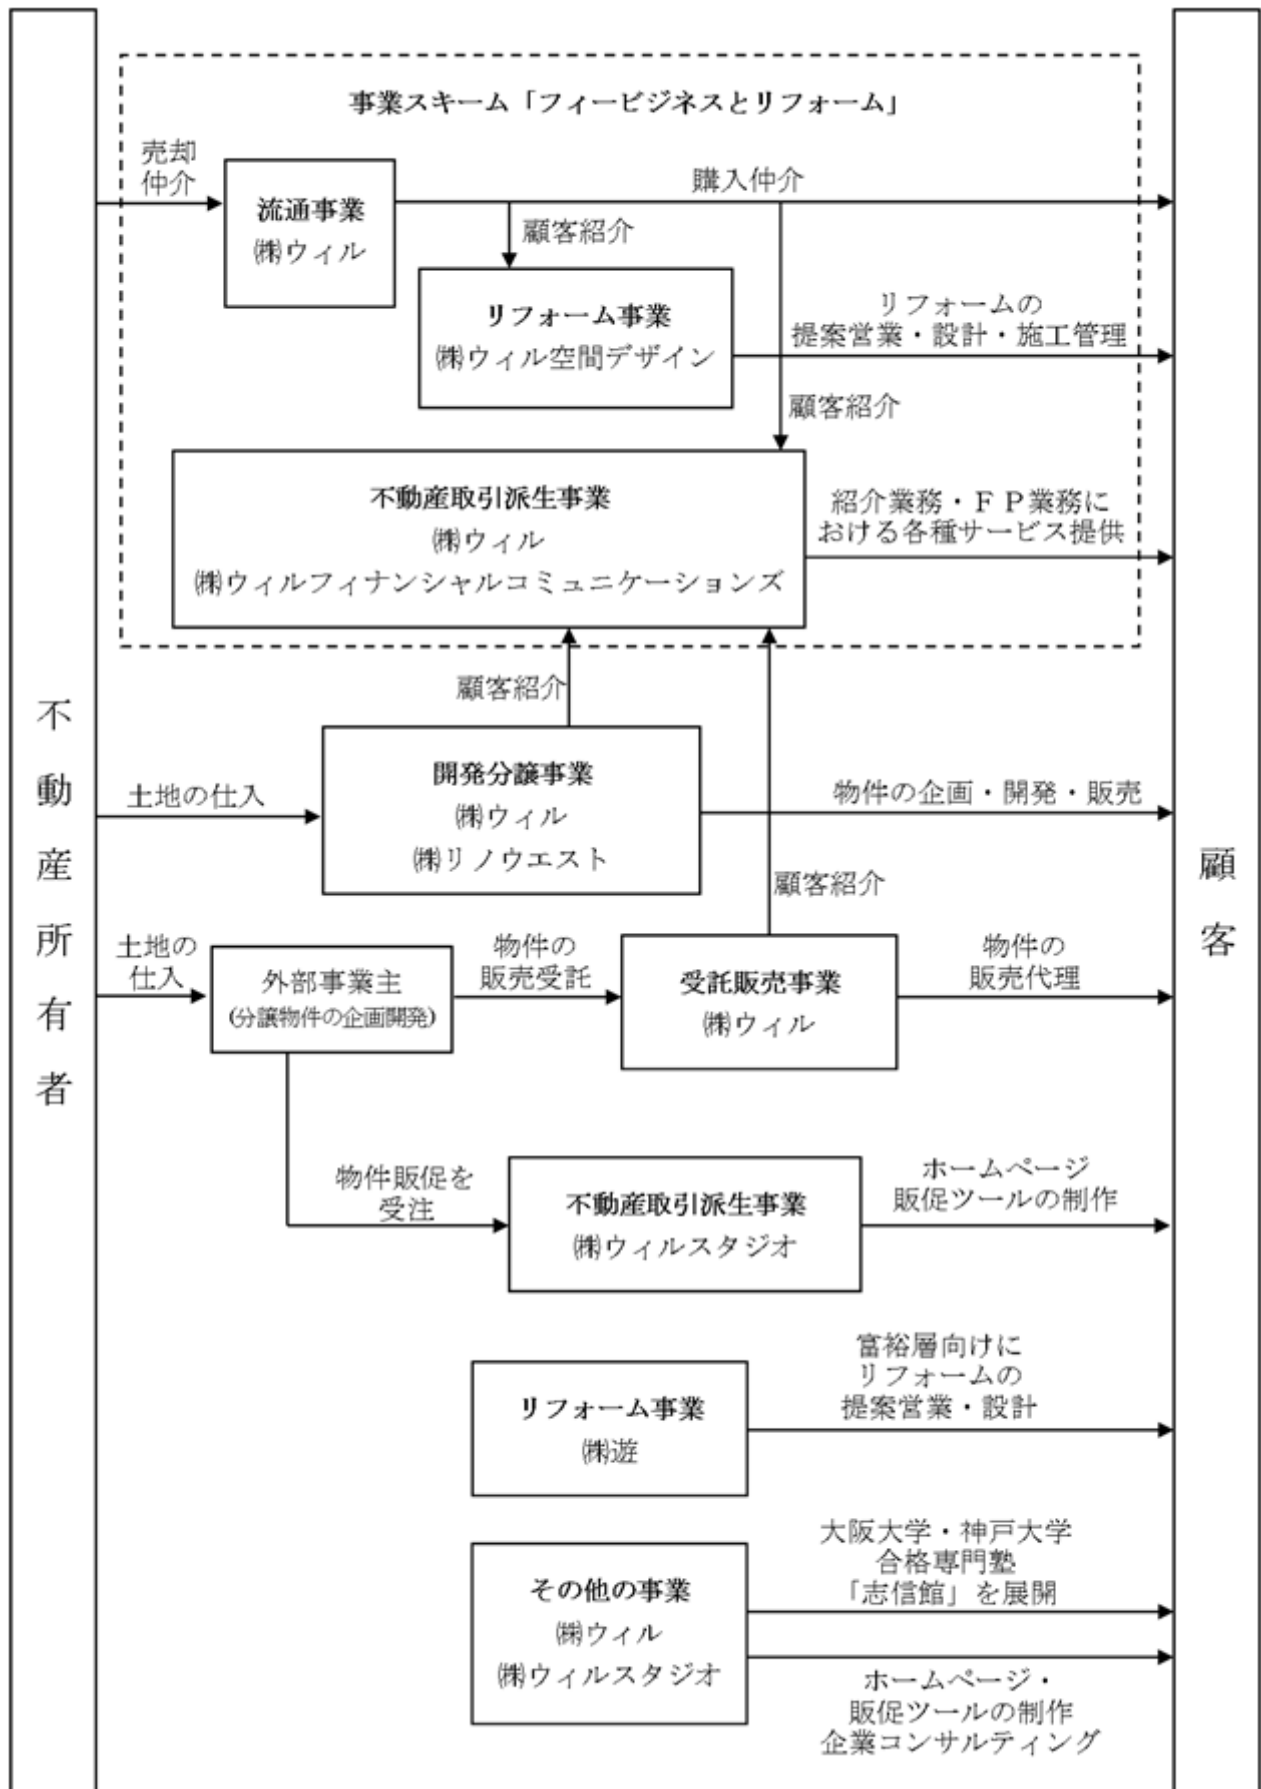 事業スキーム「フィービジネスとリフォーム」
売却
仲介
流通事業
㈱ウィル
購入仲介
顧客紹介
リフォーム事業
㈱ウィル空間デザイン
リフォームの
提案営業・設計・施工管理
顧客紹介
不動産取引派生事業
㈱ウィル
㈱ウィルフィナンシャルコミュニケーションズ
紹介業務・ＦＰ業務に
おける各種サービス提供
顧客紹介
不動産所有者
土地の仕入
開発分譲事業
㈱ウィル
㈱リノウエスト
物件の企画・開発・販売
顧客紹介
顧客
土地の
仕入
外部事業主
(分譲物件の企画開発)
物件の
販売受託
受託販売事業
㈱ウィル
物件の
販売代理
物件販促を
受注
不動産取引派生事業
㈱ウィルスタジオ
ホームページ
販促ツールの制作
リフォーム事業
㈱遊
富裕層向けに
リフォームの
提案営業・設計
その他の事業
㈱ウィル
㈱ウィルスタジオ
大阪大学・神戸大学
合格専門塾
「志信館」を展開
ホームページ・
販促ツールの制作
企業コンサルティング